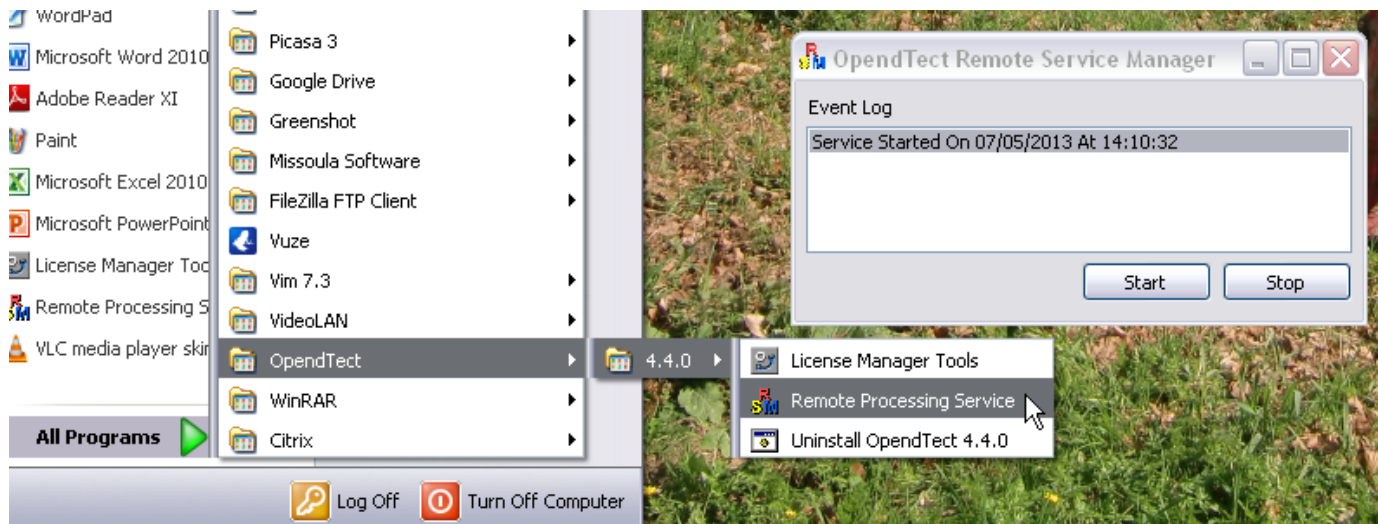 WordPad
Microsoft Word 2010
Adobe Reader XI
Paint
Microsoft Excel 2010
Microsoft PowerPoint
License Manager Too
Remote Processing S
VLC media player skin
All Programs
Picasa 3
Google Drive
Greenshot
Missoula Software
FileZilla FTP Client
Vuze
Vim 7.3
VideoLAN
OpendTect
WinRAR
Citrix
4.4.0
License Manager Tools
Remote Processing Service
Uninstall OpendTect 4.4.0
Log Off
Turn Off Computer
RSM OpendTect Remote Service Manager
Event Log
Service Started On 07/05/2013 At 14:10:32
Start
Stop